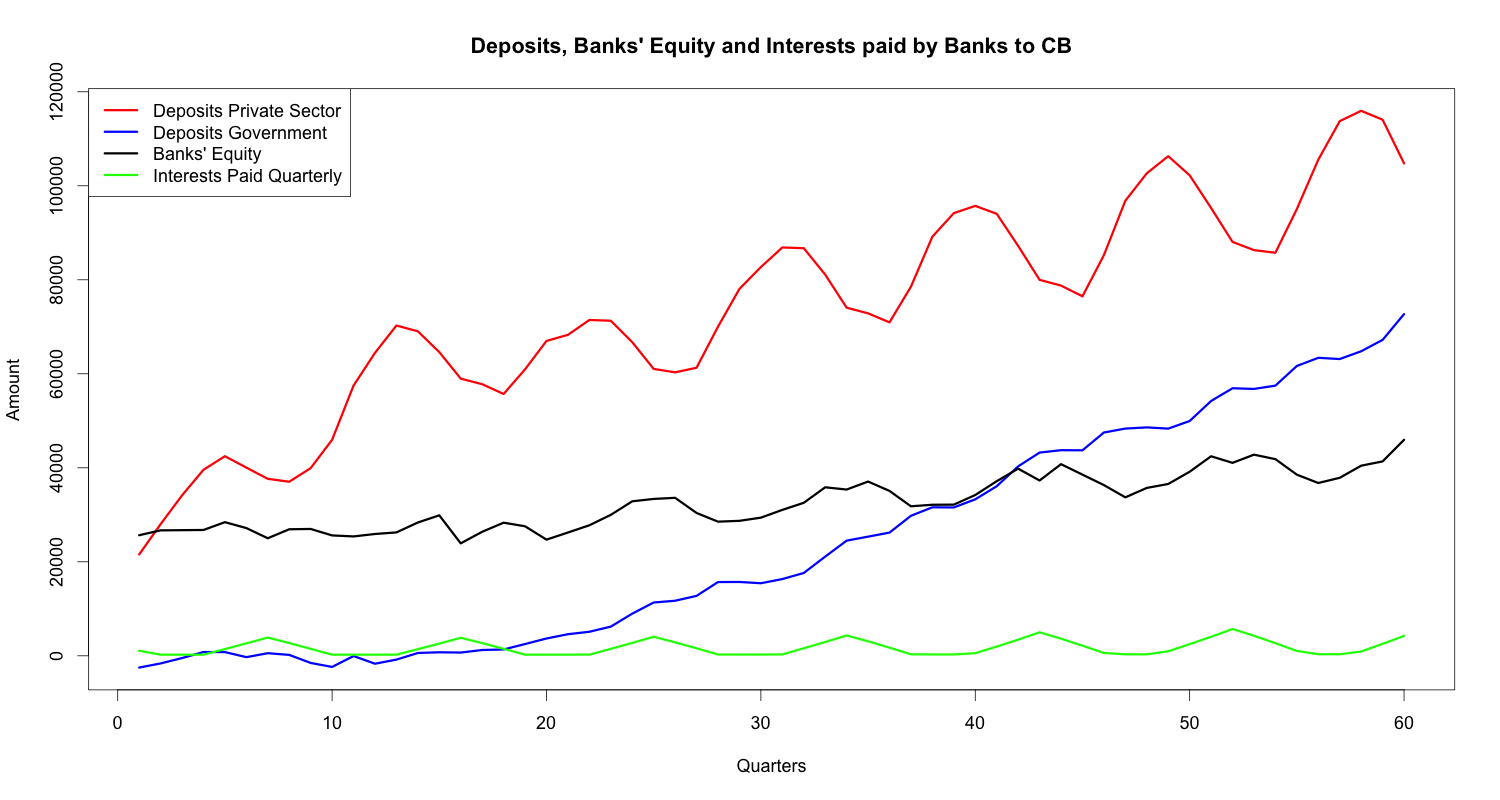 Deposits, Banks' Equity and Interests paid by Banks to CB
Deposits Private Sector
Deposits Government
Banks' Equity
Interests Paid Quarterly
Amount
120000
100000
80000
60000
40000
20000
0
0 10 20 30 40 50 60
Quarters